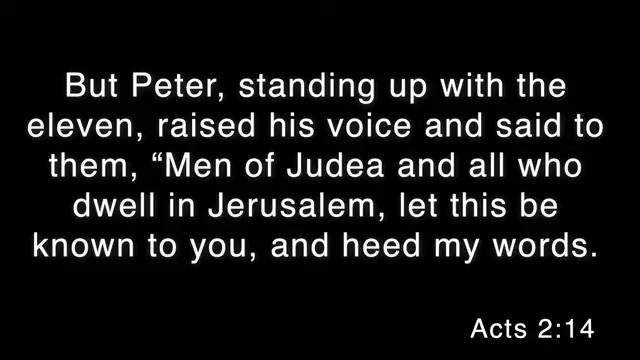 But Peter, standing up with the
eleven, raised his voice and said to
them, “Men of Judea and all who
dwell in Jerusalem, let this be
known to you, and heed my words.
Acts 2:14